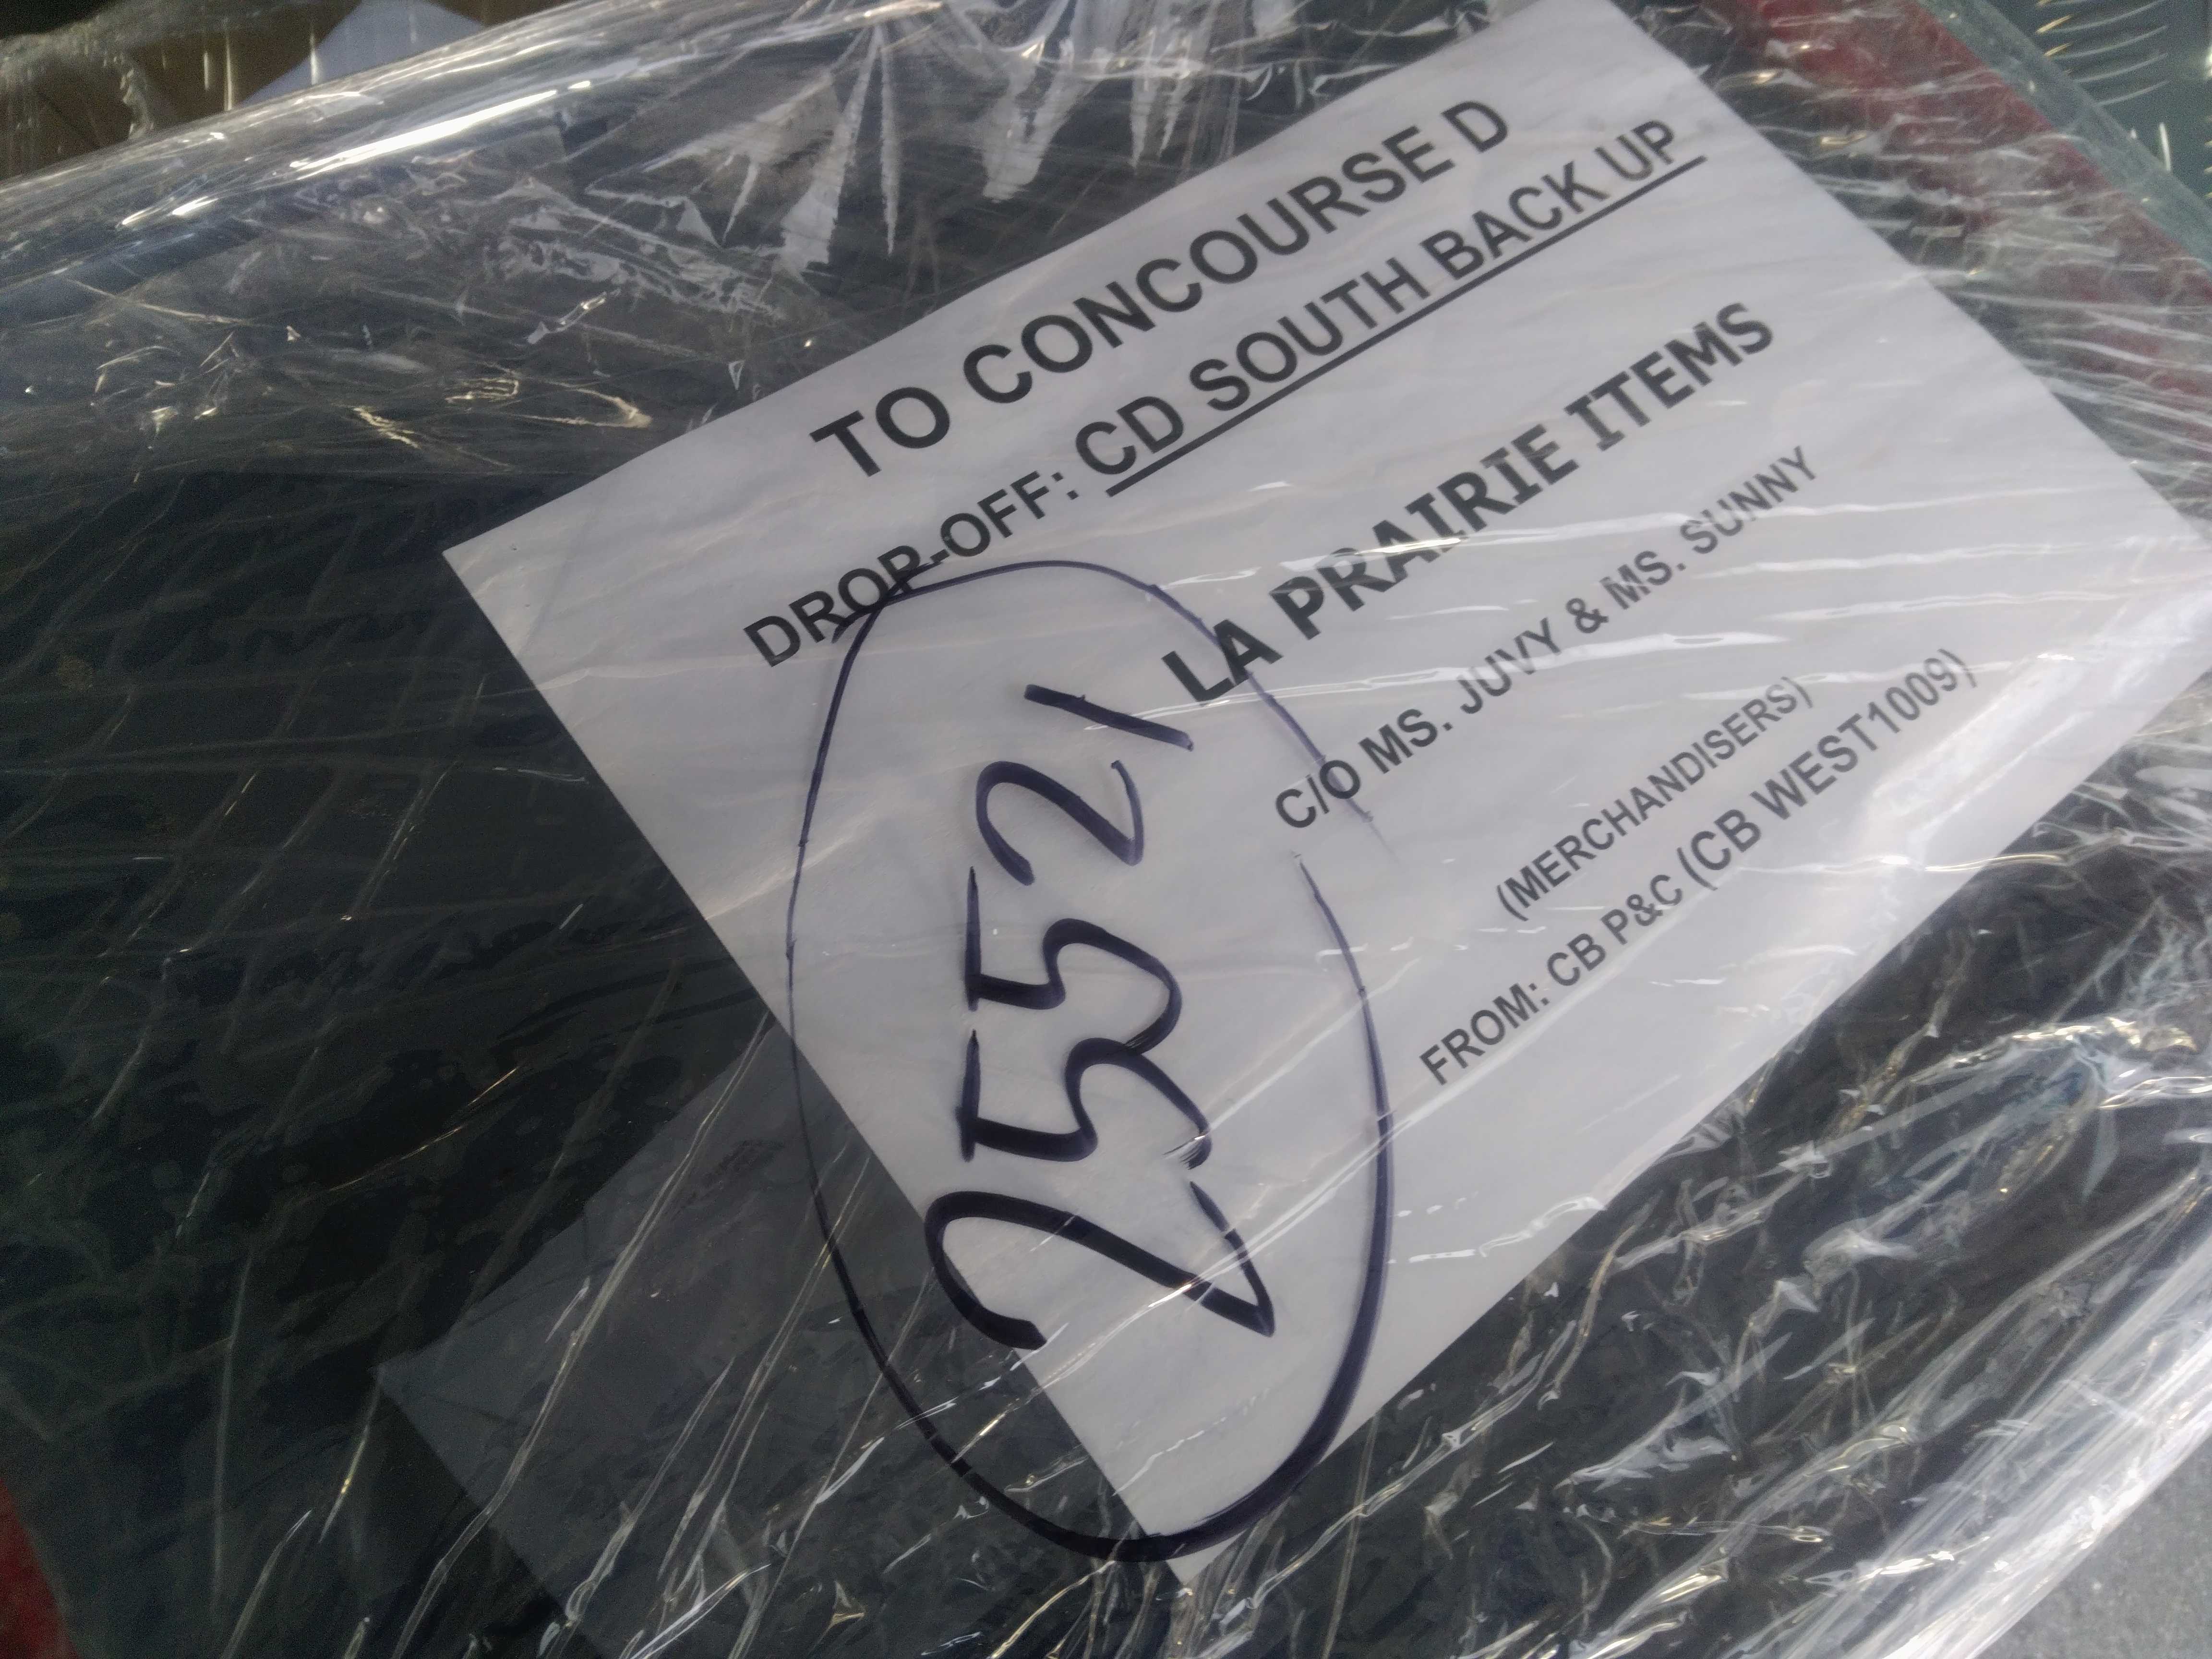 TO CONCOURSE D
DROP-OFF: CD SOUTH BACK UP
LA PRAIRIE ITEMS
C/O MS. JUVY & MS. SUNNY
(MERCHANDISERS)
FROM: CB P&C (CB WEST1009)
25521